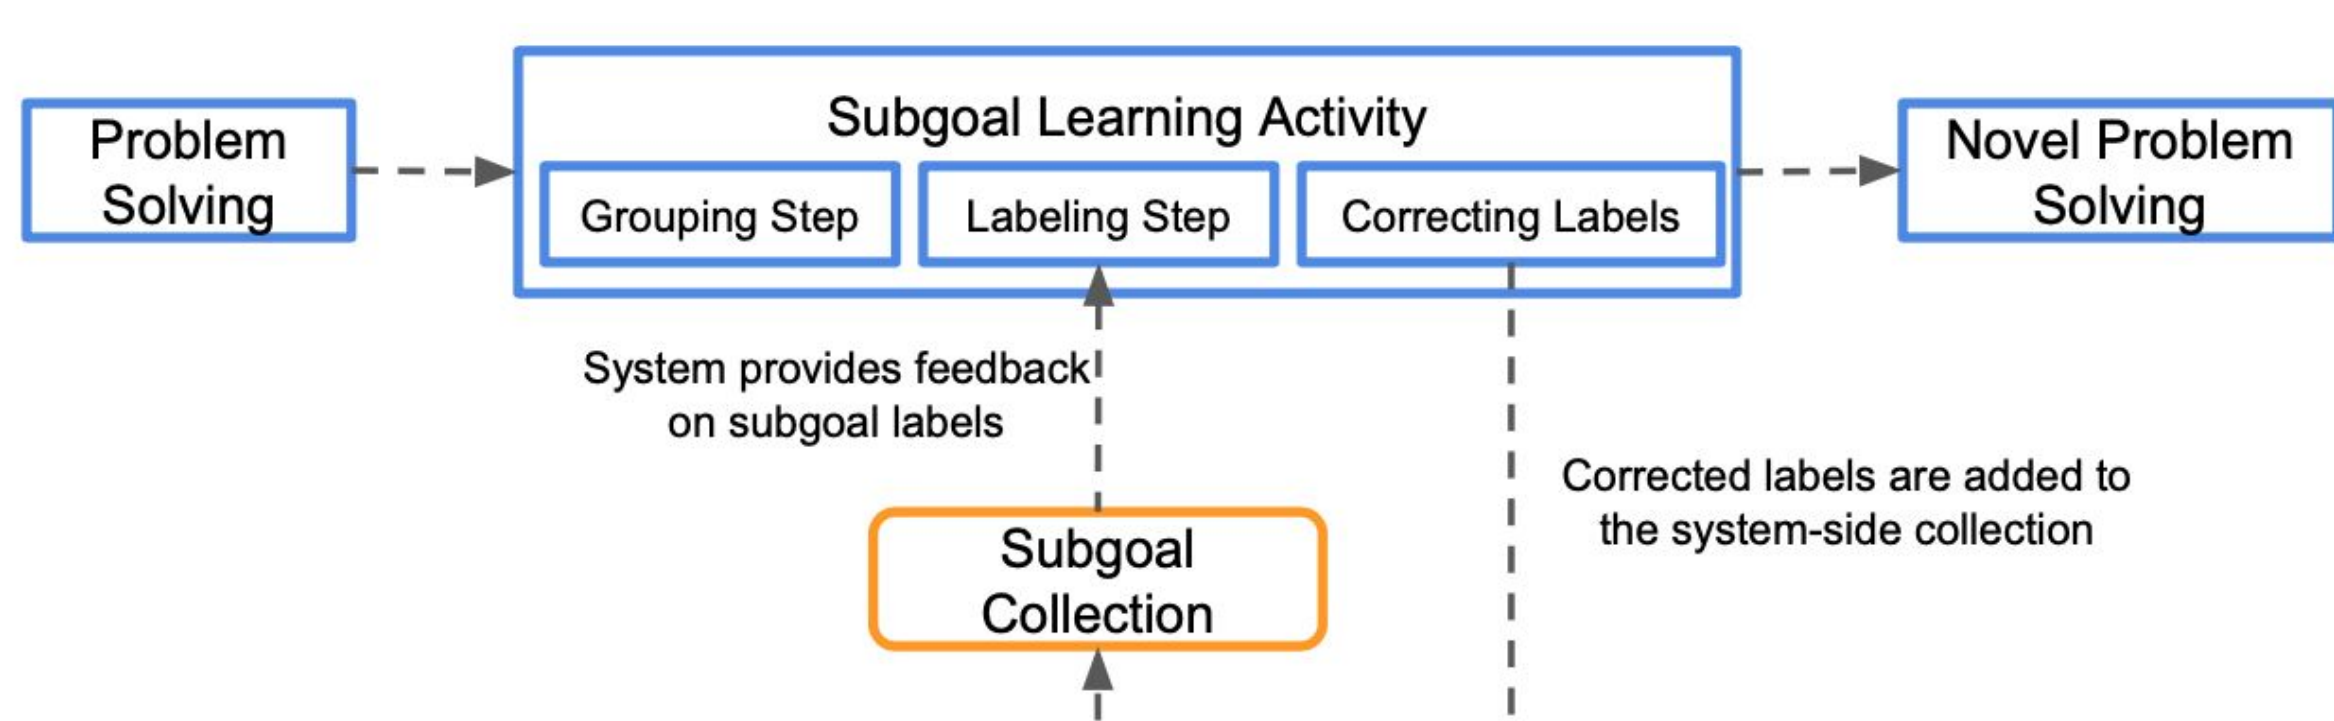 Problem
Solving
Subgoal Learning Activity
Grouping Step
Labeling Step
Correcting Labels
Novel Problem
Solving
System provides feedback
on subgoal labels
Subgoal
Collection
Corrected labels are added to
the system-side collection